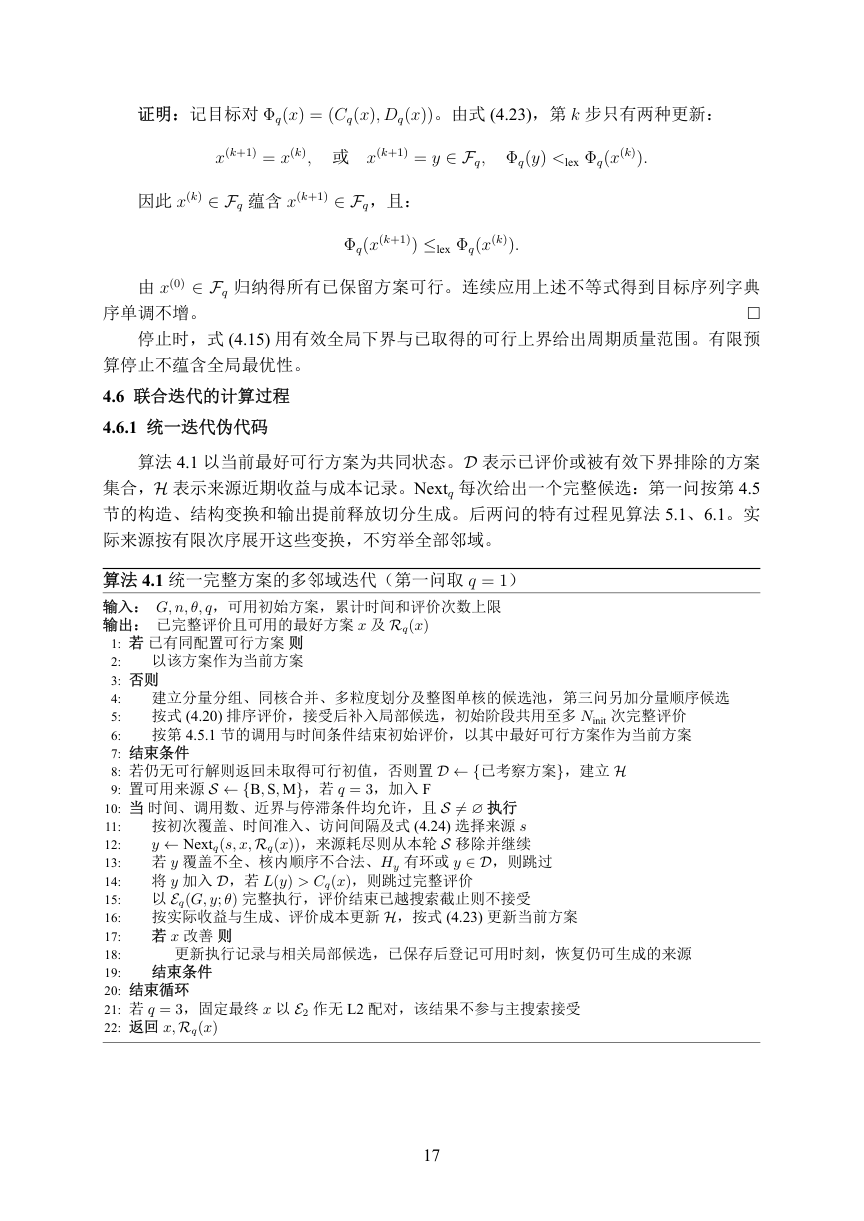 证明：记目标对 Φq(x) = (Cq(x), Dq(x))。由式 (4.23)，第 k 步只有两种更新：
x(k+1) = x(k), 或 x(k+1) = y ∈ Fq, Φq(y) <lex Φq(x(k)).
因此 x(k) ∈ Fq 蕴含 x(k+1) ∈ Fq，且：
Φq(x(k+1)) ≤lex Φq(x(k)).
由 x(0) ∈ Fq 归纳得所有已保留方案可行。连续应用上述不等式得到目标序列字典
序单调不增。 □
停止时，式 (4.15) 用有效全局下界与已取得的可行上界给出周期质量范围。有限预
算停止不蕴含全局最优性。
4.6 联合迭代的计算过程
4.6.1 统一迭代伪代码
算法 4.1 以当前最好可行方案为共同状态。D 表示已评价或被有效下界排除的方案
集合，H 表示来源近期收益与成本记录。Nextq 每次给出一个完整候选：第一问按第 4.5
节的构造、结构变换和输出提前释放切分生成。后两问的特有过程见算法 5.1、6.1。实
际来源按有限次序展开这些变换，不穷举全部邻域。
算法 4.1 统一完整方案的多邻域迭代（第一问取 q = 1）
输入： G, n, θ, q，可用初始方案，累计时间和评价次数上限
输出： 已完整评价且可用的最好方案 x 及 Rq(x)
1: 若 已有同配置可行方案 则
2: 以该方案作为当前方案
3: 否则
4: 建立分量分组、同核合并、多粒度划分及整图单核的候选池，第三问另加分量顺序候选
5: 按式 (4.20) 排序评价，接受后补入局部候选，初始阶段共用至多 Ninit 次完整评价
6: 按第 4.5.1 节的调用与时间条件结束初始评价，以其中最好可行方案作为当前方案
7: 结束条件
8: 若仍无可行解则返回未取得可行初值，否则置 D ← {已考察方案}，建立 H
9: 置可用来源 S ← {B, S, M}，若 q = 3，加入 F
10: 当 时间、调用数、近界与停滞条件均允许，且 S ≠ ∅ 执行
11: 按初次覆盖、时间准入、访问间隔及式 (4.24) 选择来源 s
12: y ← Nextq(s, x, Rq(x))，来源耗尽则从本轮 S 移除并继续
13: 若 y 覆盖不全、核内顺序不合法、Hy 有环或 y ∈ D，则跳过
14: 将 y 加入 D，若 L(y) > Cq(x)，则跳过完整评价
15: 以 Eq(G, y; θ) 完整执行，评价结束已越搜索截止则不接受
16: 按实际收益与生成、评价成本更新 H，按式 (4.23) 更新当前方案
17: 若 x 改善 则
18: 更新执行记录与相关局部候选，已保存后登记可用时刻，恢复仍可生成的来源
19: 结束条件
20: 结束循环
21: 若 q = 3，固定最终 x 以 E2 作无 L2 配对，该结果不参与主搜索接受
22: 返回 x, Rq(x)
17